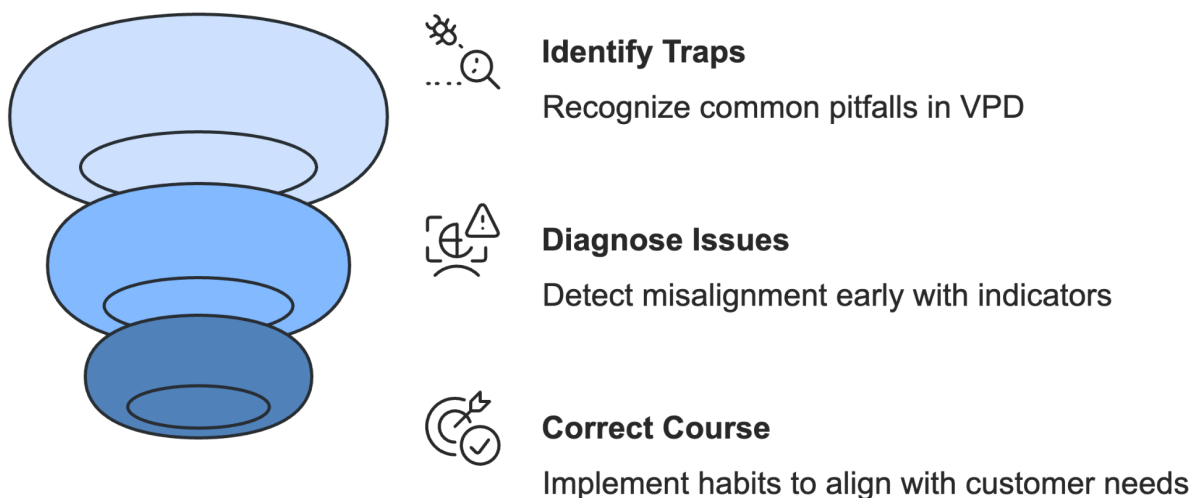 Identify Traps
Recognize common pitfalls in VPD
Diagnose Issues
Detect misalignment early with indicators
Correct Course
Implement habits to align with customer needs